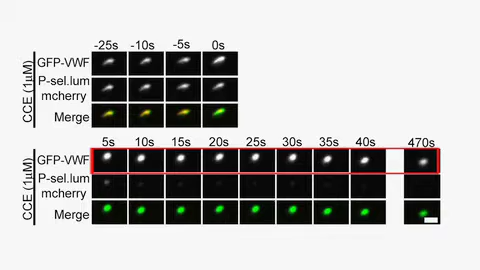 -25s -10s -5s 0s
GFP-VWF
P-sel.lum
mcherry
Merge
CCE (1µM)
5s 10s 15s 20s 25s 30s 35s 40s 470s
GFP-VWF
P-sel.lum
mcherry
Merge
CCE (1µM)